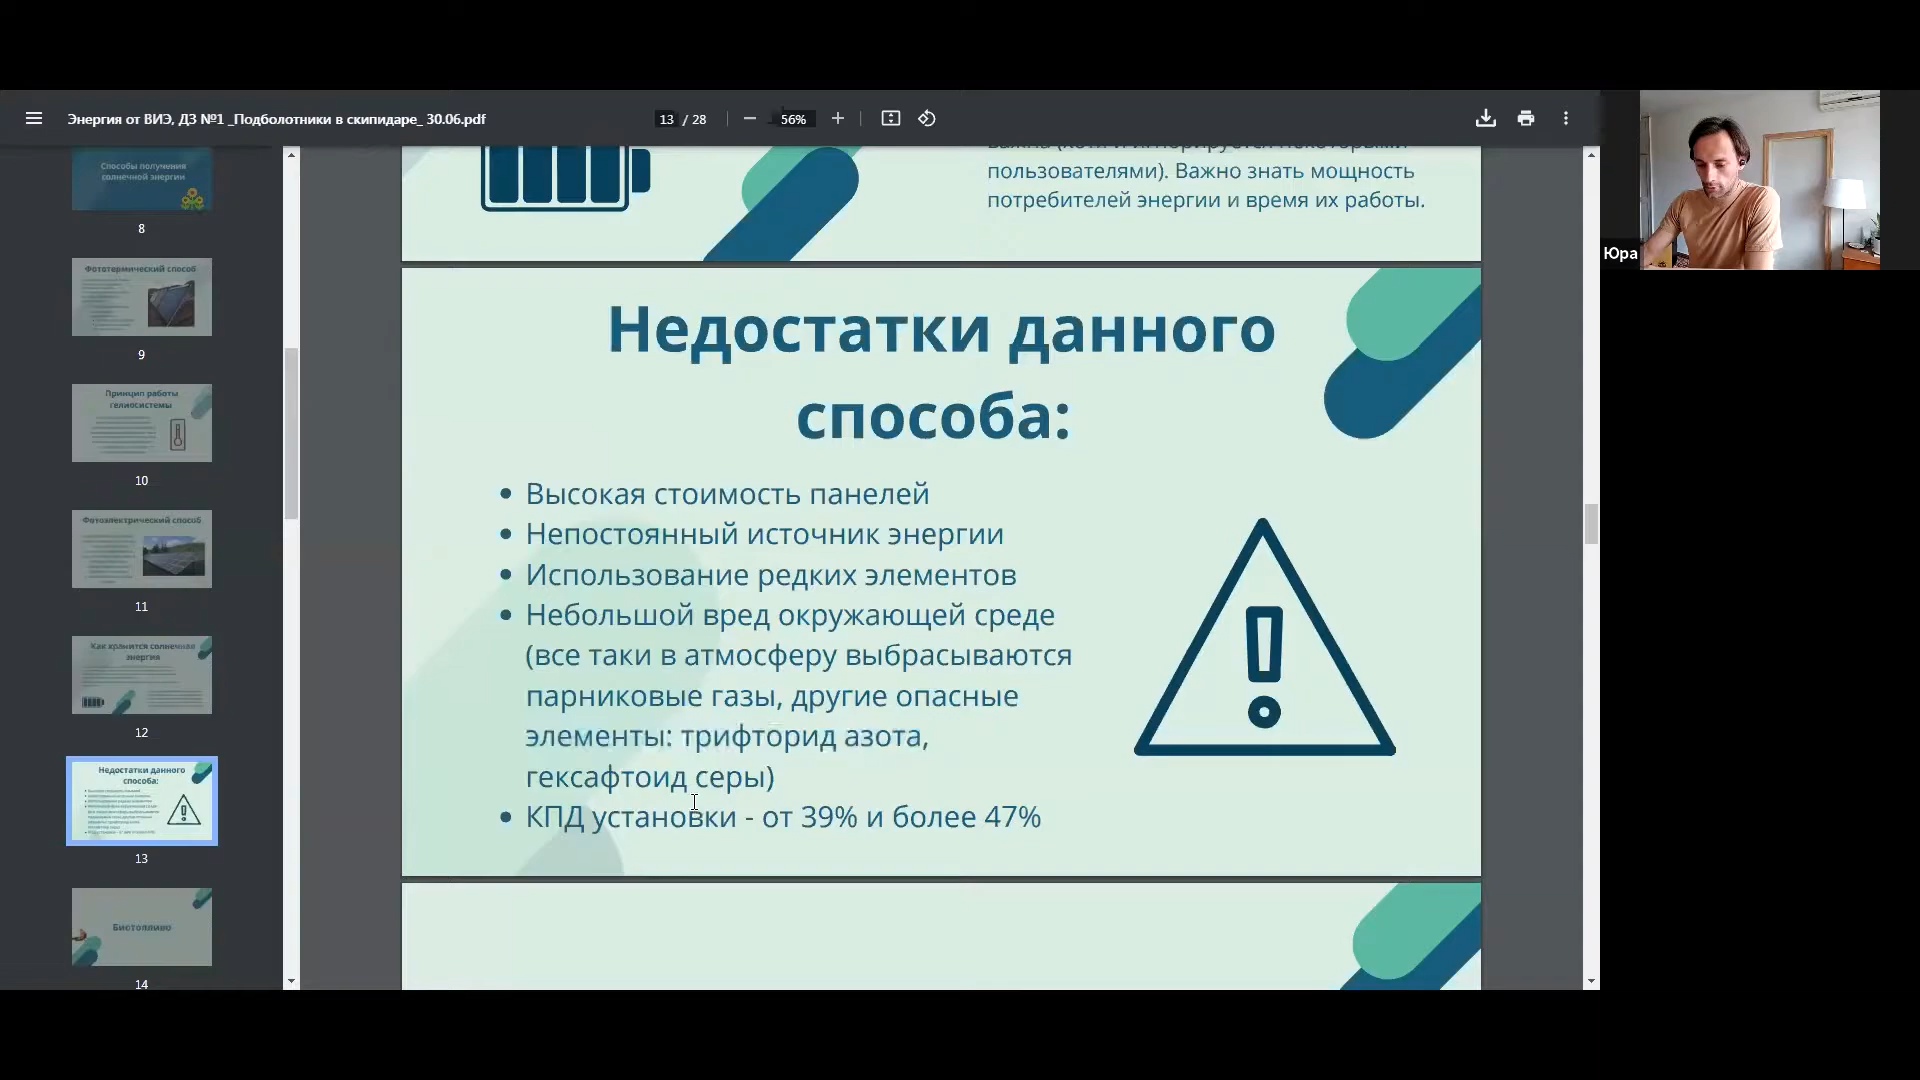 Энергия от ВИЭ, ДЗ №1 _Подболотники в скипидаре_ 30.06.pdf
13 / 28
56%
Юра
Способы получения
солнечной энергии
8
Фототермический способ
9
Принцип работы
гелиосистемы
10
Фотоэлектрический способ
11
Как хранится солнечная
энергия
12
Недостатки данного
способа:
13
Биотопливо
14
пользователями). Важно знать мощность
потребителей энергии и время их работы.
Недостатки данного
способа:
Высокая стоимость панелей
Непостоянный источник энергии
Использование редких элементов
Небольшой вред окружающей среде
(все таки в атмосферу выбрасываются
парниковые газы, другие опасные
элементы: трифторид азота,
гексафтоид серы)
КПД установки - от 39% и более 47%